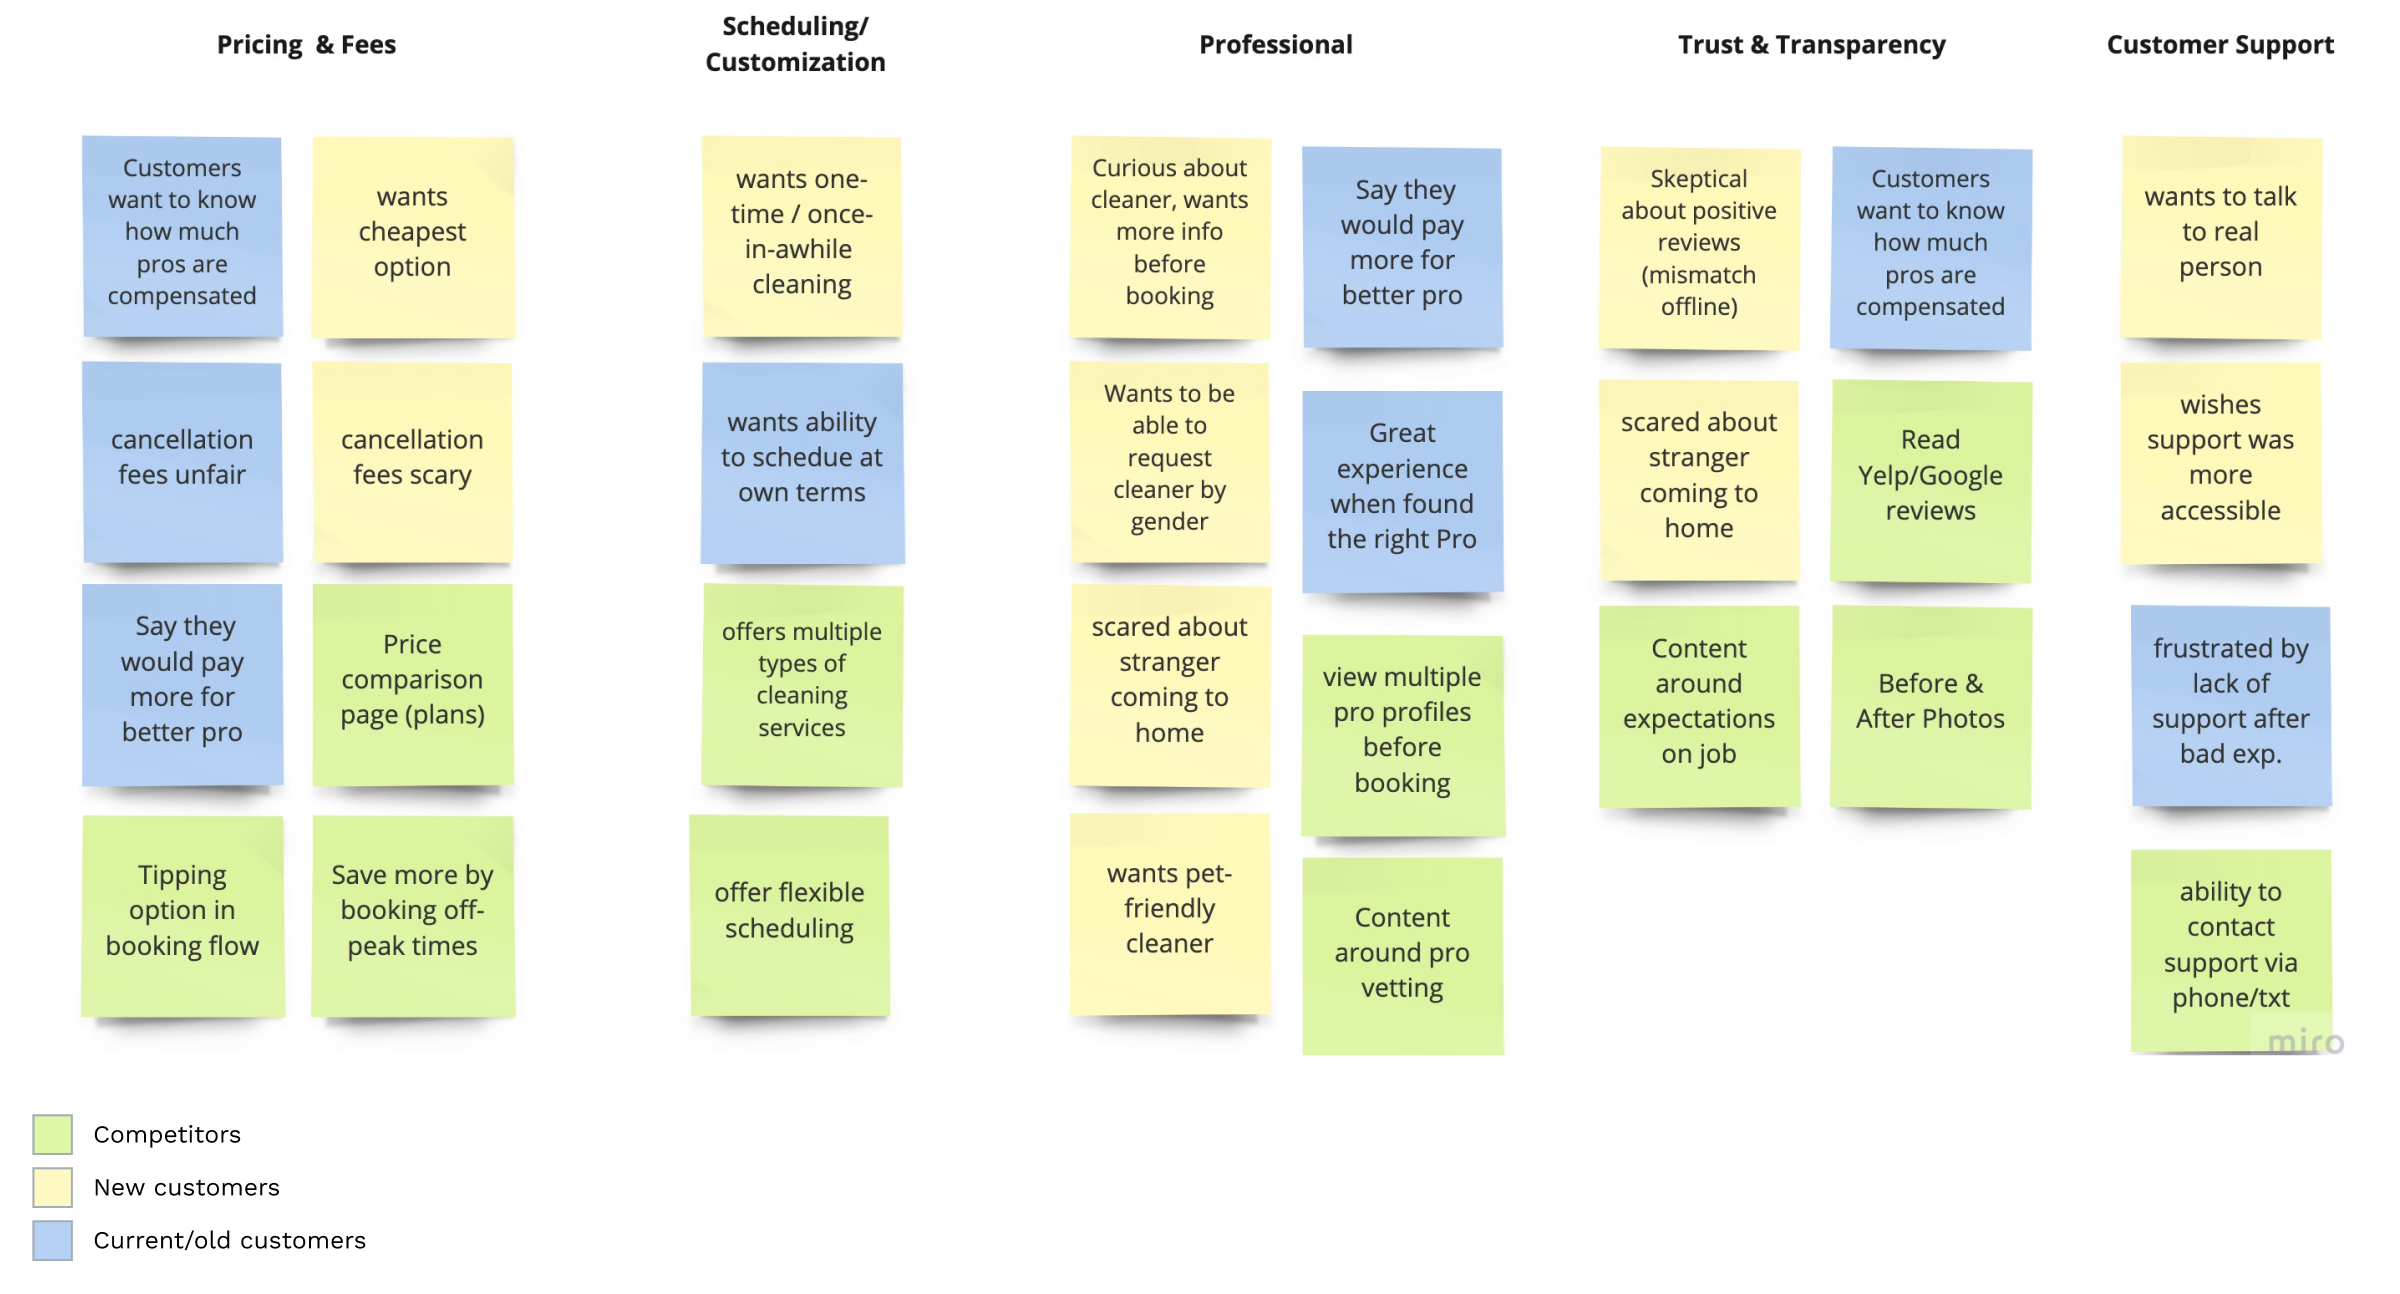 Pricing & Fees
Scheduling/
Customization
Professional
Trust & Transparency
Customer Support
Customers
want to know
how much
pros are
compensated
wants
cheapest
option
cancellation
fees unfair
cancellation
fees scary
Say they
would pay
more for
better pro
Price
comparison
page (plans)
Tipping
option in
booking flow
Save more by
booking off-
peak times
wants one-
time / once-
in-awhile
cleaning
wants ability
to schedue at
own terms
offers multiple
types of
cleaning
services
offer flexible
scheduling
Curious about
cleaner, wants
more info
before
booking
Say they
would pay
more for
better pro
Wants to be
able to
request
cleaner by
gender
Great
experience
when found
the right Pro
scared about
stranger
coming to
home
view multiple
pro profiles
before
booking
wants pet-
friendly
cleaner
Content
around pro
vetting
Skeptical
about positive
reviews
(mismatch
offline)
Customers
want to know
how much
pros are
compensated
scared about
stranger
coming to
home
Read
Yelp/Google
reviews
Content
around
expectations
on job
Before &
After Photos
wants to talk
to real
person
wishes
support was
more
accessible
frustrated by
lack of
support after
bad exp.
ability to
contact
support via
phone/txt
miro
Competitors
New customers
Current/old customers